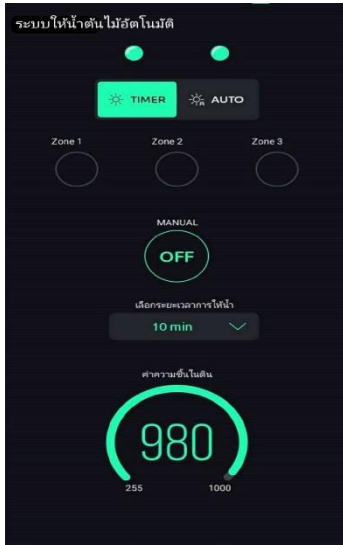 ระบบให้น้ำต้นไม้อัตโนมัติ
TIMER AUTO
Zone 1 Zone 2 Zone 3
MANUAL
OFF
เลือกระยะเวลาการให้น้ำ
10 min
ค่าความชื้นในดิน
980
255 1000